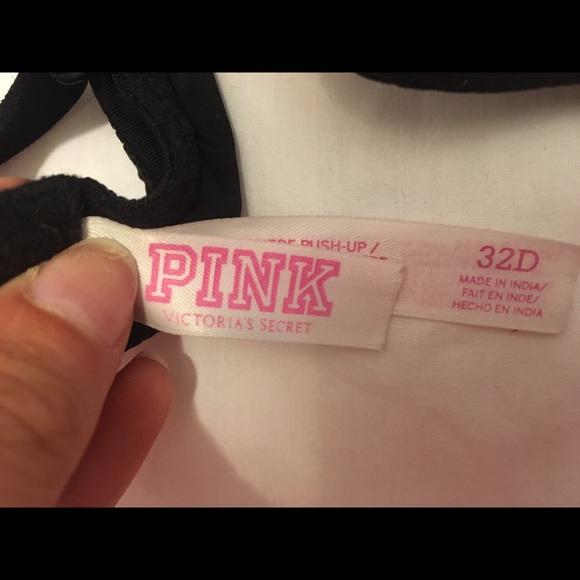 PUSH-UP /
PINK
VICTORIA'S SECRET
32D
MADE IN INDIA/
FAIT EN INDE/
HECHO EN INDIA